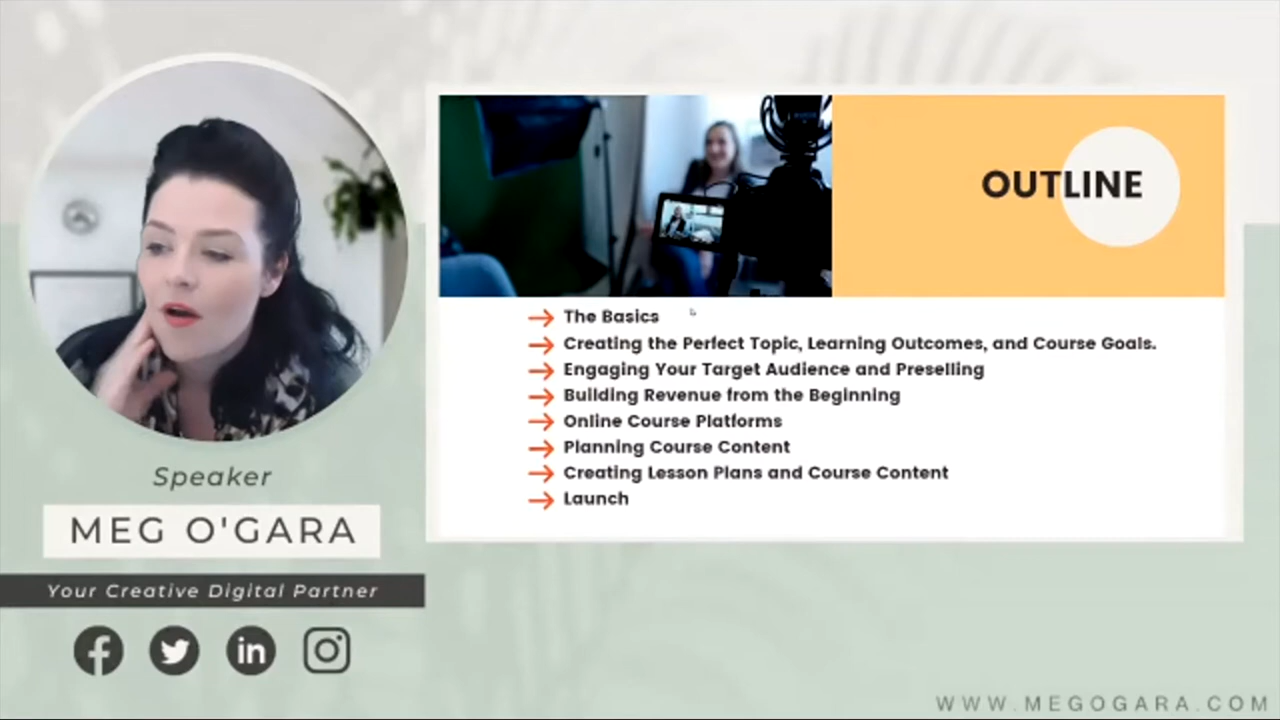 OUTLINE
The Basics
Creating the Perfect Topic, Learning Outcomes, and Course Goals.
Engaging Your Target Audience and Preselling
Building Revenue from the Beginning
Online Course Platforms
Planning Course Content
Creating Lesson Plans and Course Content
Launch
Speaker
MEG O'GARA
Your Creative Digital Partner
WWW.MEGOGARA.COM